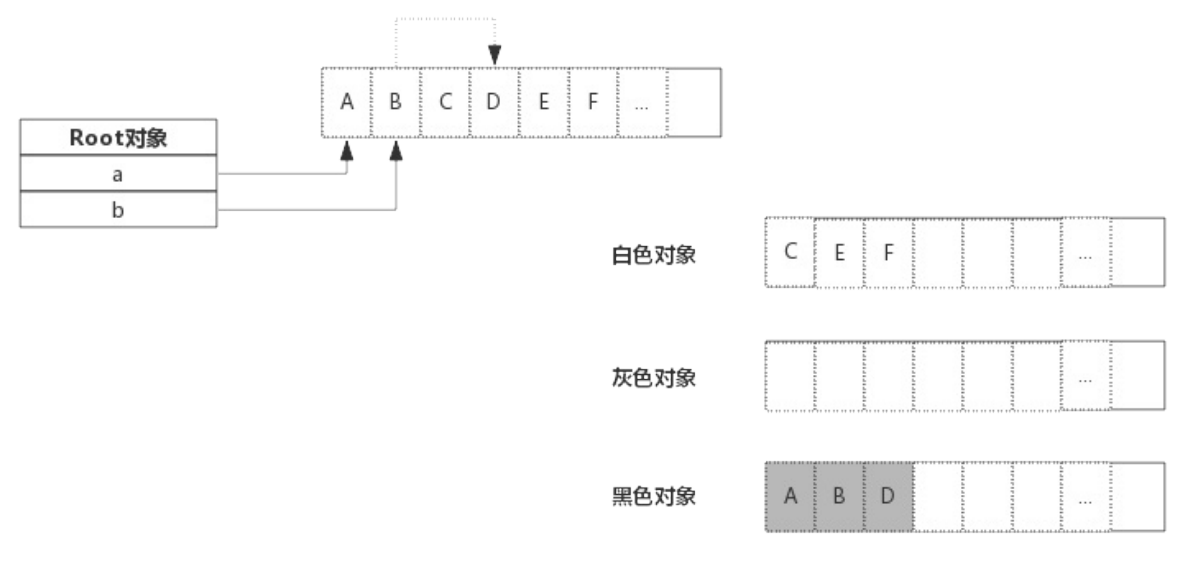 A B C D E F ...
Root对象
a
b
白色对象 C E F ...
灰色对象 ...
黑色对象 A B D ...